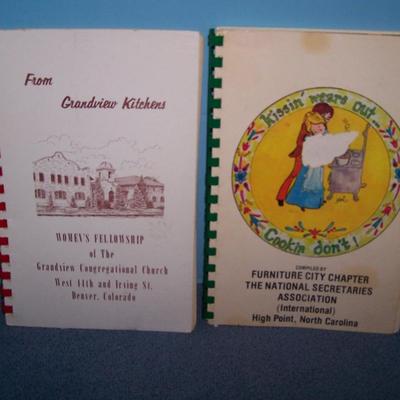 From
Grandview Kitchens
WOMEN'S FELLOWSHIP
of The
Grandview Congregational Church
West 44th and Irving St.
Denver, Colorado
Kissin' wears out...
Cookin don't!
COMPILED BY
FURNITURE CITY CHAPTER
THE NATIONAL SECRETARIES
ASSOCIATION
(International)
High Point, North Carolina